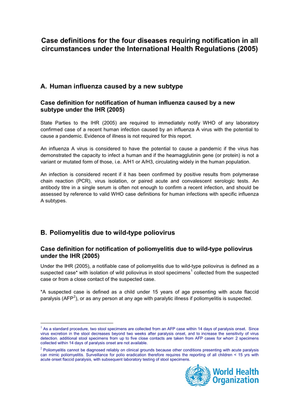 Case definitions for the four diseases requiring notification in all
circumstances under the International Health Regulations (2005)
A. Human influenza caused by a new subtype
Case definition for notification of human influenza caused by a new
subtype under the IHR (2005)
State Parties to the IHR (2005) are required to immediately notify WHO of any laboratory
confirmed case of a recent human infection caused by an influenza A virus with the potential to
cause a pandemic. Evidence of illness is not required for this report.
An influenza A virus is considered to have the potential to cause a pandemic if the virus has
demonstrated the capacity to infect a human and if the haemagglutinin gene (or protein) is not a
variant or mutated form of those, i.e. A/H1 or A/H3, circulating widely in the human population.
An infection is considered recent if it has been confirmed by positive results from polymerase
chain reaction (PCR), virus isolation, or paired acute and convalescent serologic tests. An
antibody titre in a single serum is often not enough to confirm a recent infection, and should be
assessed by reference to valid WHO case definitions for human infections with specific influenza
A subtypes.
B. Poliomyelitis due to wild-type poliovirus
Case definition for notification of poliomyelitis due to wild-type poliovirus
under the IHR (2005)
Under the IHR (2005), a notifiable case of poliomyelitis due to wild-type poliovirus is defined as a
suspected case* with isolation of wild poliovirus in stool specimens1 collected from the suspected
case or from a close contact of the suspected case.
*A suspected case is defined as a child under 15 years of age presenting with acute flaccid
paralysis (AFP2), or as any person at any age with paralytic illness if poliomyelitis is suspected.
1 As a standard procedure, two stool specimens are collected from an AFP case within 14 days of paralysis onset. Since
virus excretion in the stool decreases beyond two weeks after paralysis onset, and to increase the sensitivity of virus
detection, additional stool specimens from up to five close contacts are taken from AFP cases for whom 2 specimens
collected within 14 days of paralysis onset are not available.
2 Poliomyelitis cannot be diagnosed reliably on clinical grounds because other conditions presenting with acute paralysis
can mimic poliomyelitis. Surveillance for polio eradication therefore requires the reporting of all children < 15 yrs with
acute onset flaccid paralysis, with subsequent laboratory testing of stool specimens.
World Health
Organization